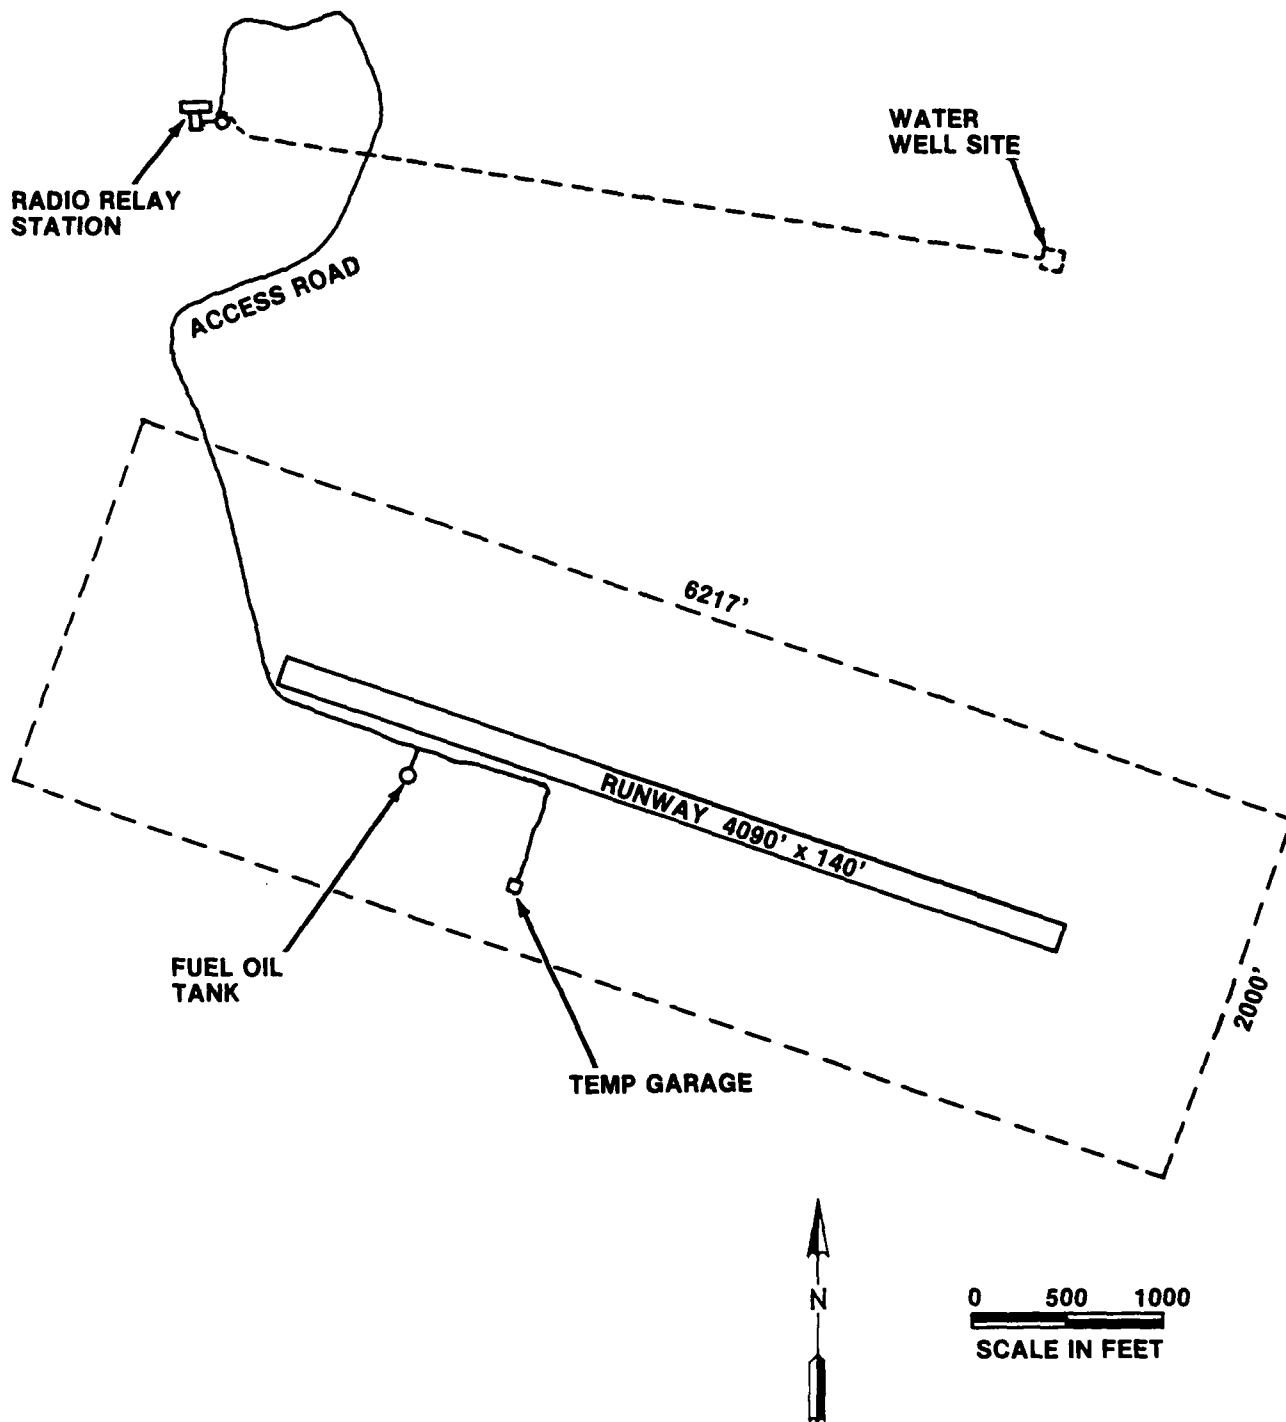 WATER
WELL SITE
RADIO RELAY
STATION
ACCESS ROAD
6217'
RUNWAY 4090' x 140'
2000'
FUEL OIL
TANK
TEMP GARAGE
N
0 500 1000
SCALE IN FEET